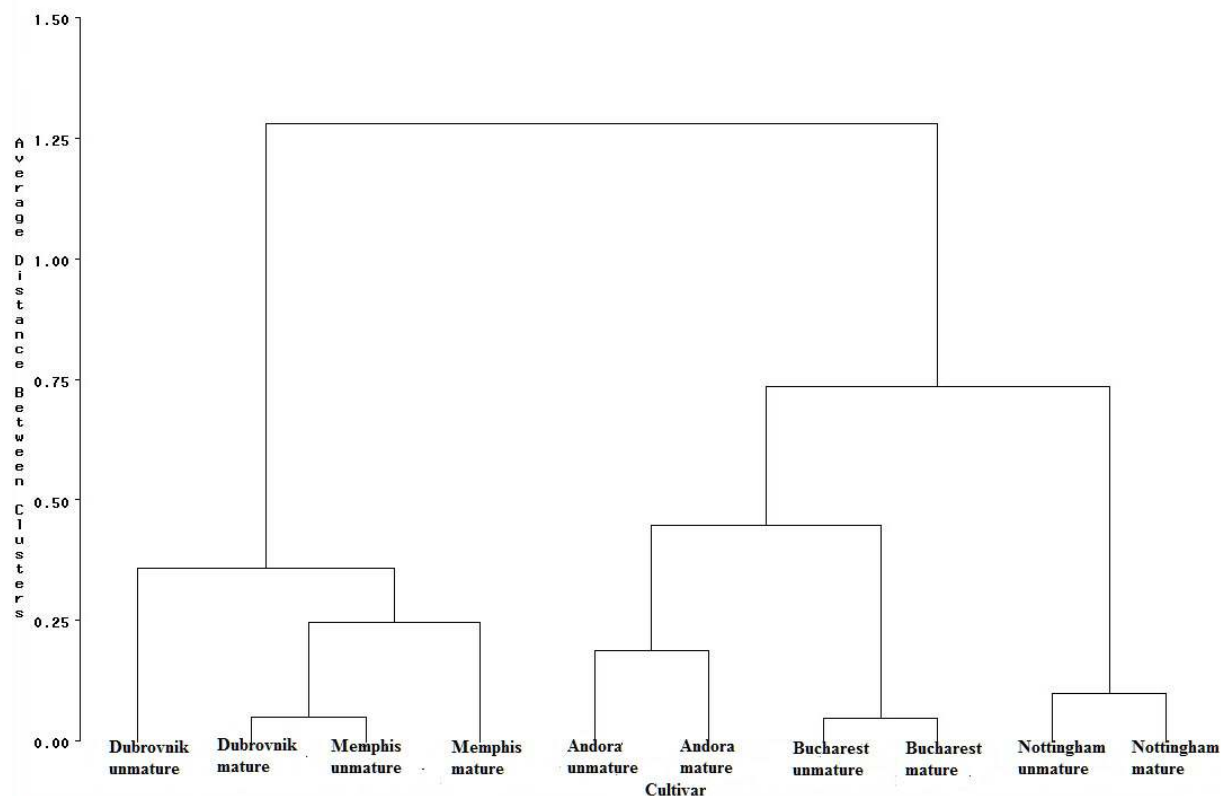 1.50
1.25
1.00
0.75
0.50
0.25
0.00
Average Distance Between Clusters
Dubrovnik
unmature
Dubrovnik
mature
Memphis
unmature
Memphis
mature
Andora
unmature
Andora
mature
Bucharest
unmature
Bucharest
mature
Nottingham
unmature
Nottingham
mature
Cultivar